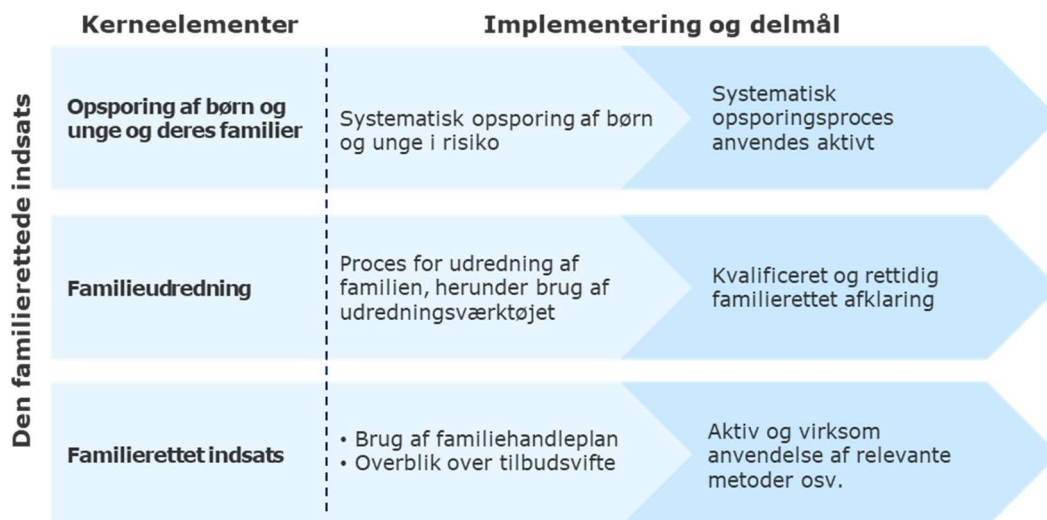 Kerneelementer
Implementering og delmål
Den familierettede indsats
Opsporing af børn og
unge og deres familier
Systematisk opsporing af børn
og unge i risiko
Systematisk
opsporingsproces
anvendes aktivt
Familieudredning
Proces for udredning af
familien, herunder brug af
udredningsværktøjet
Kvalificeret og rettidig
familierettet afklaring
Familierettet indsats
• Brug af familiehandleplan
• Overblik over tilbudsvifte
Aktiv og virksom
anvendelse af relevante
metoder osv.